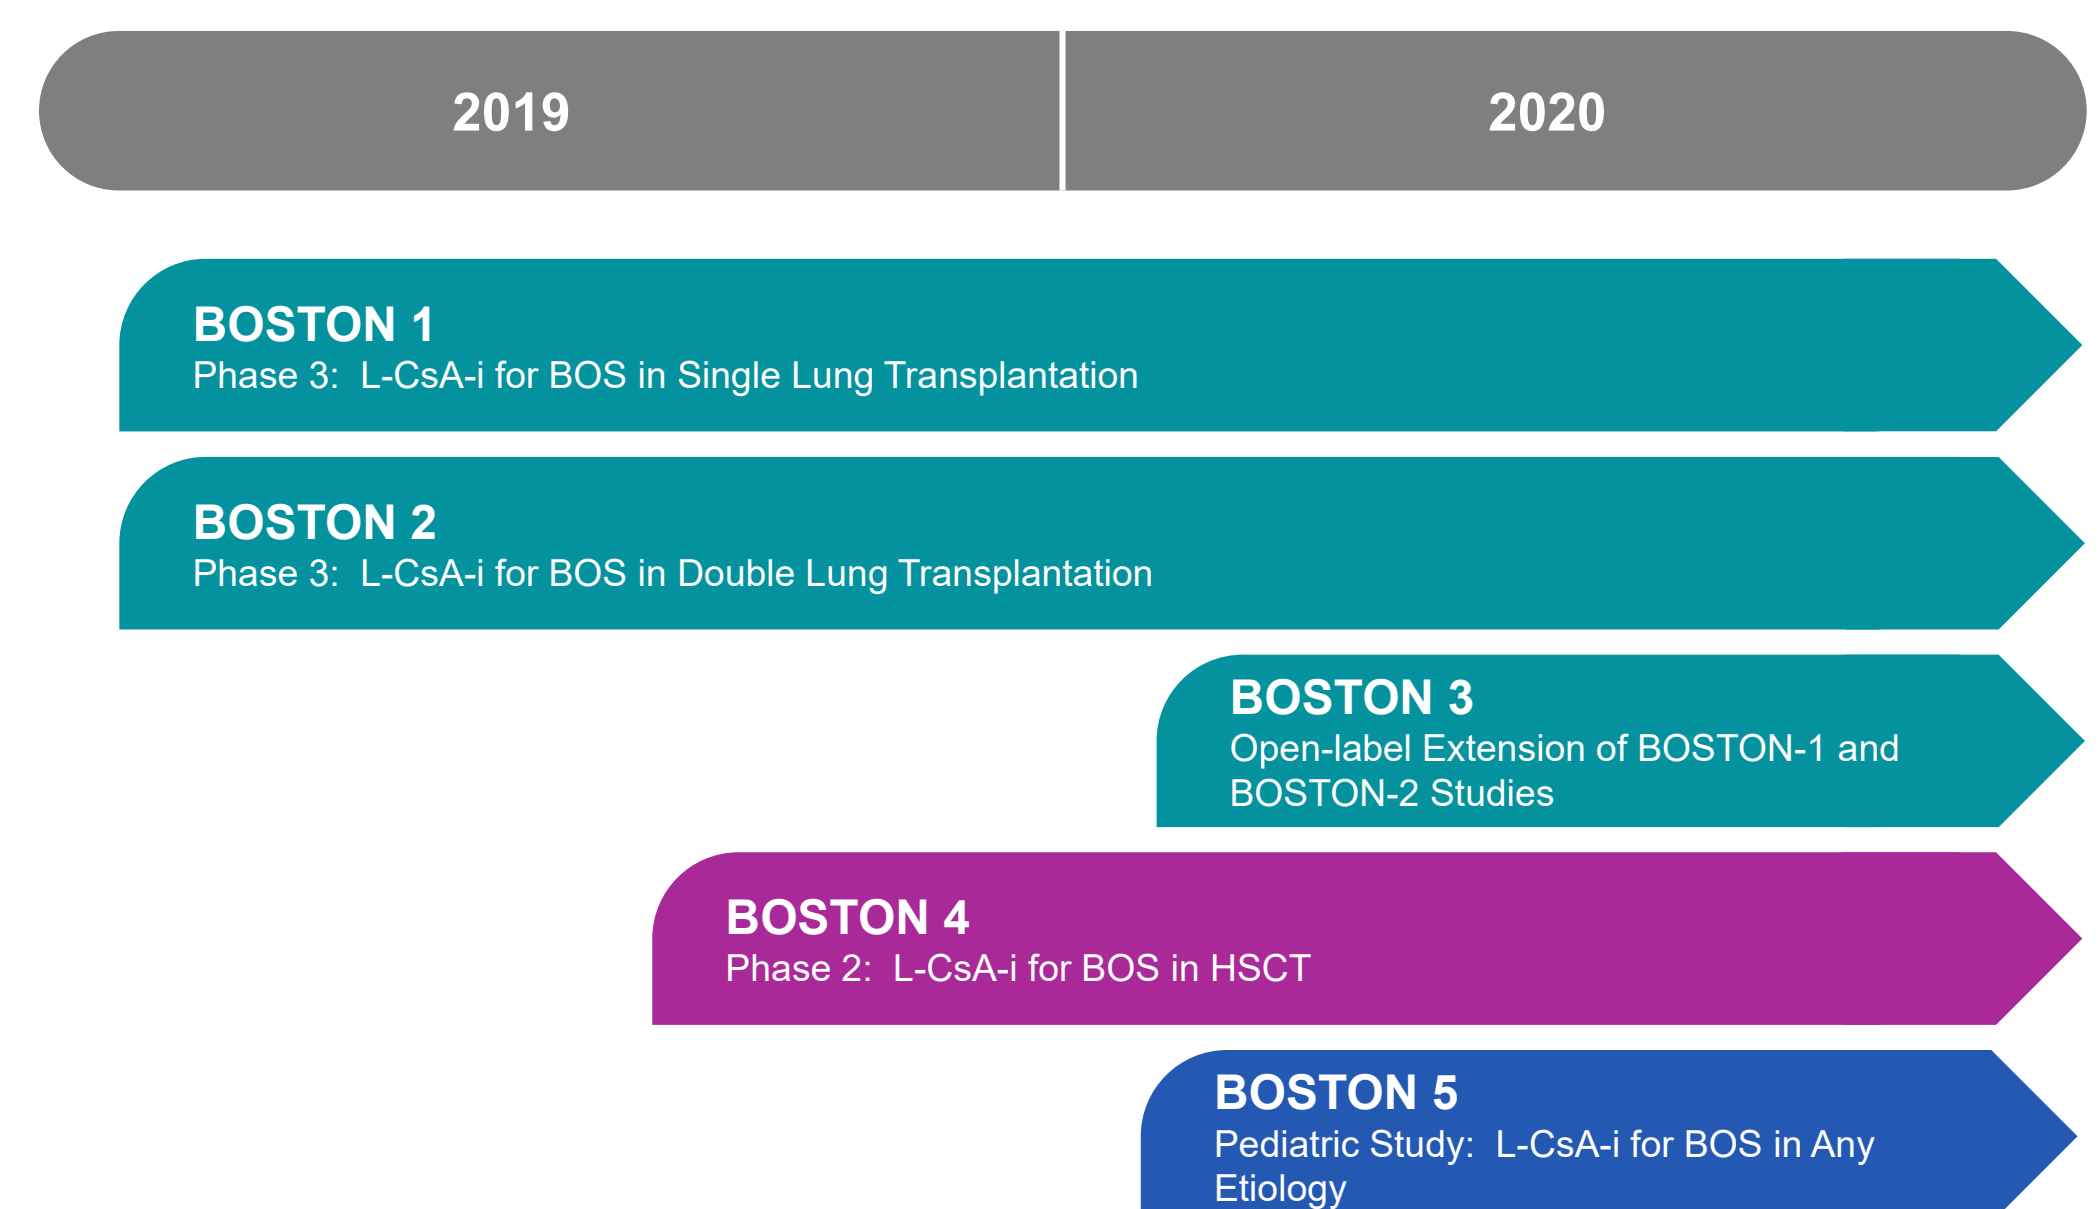 2019
2020
BOSTON 1
Phase 3:  L-CsA-i for BOS in Single Lung Transplantation
BOSTON 2
Phase 3:  L-CsA-i for BOS in Double Lung Transplantation
BOSTON 3
Open-label Extension of BOSTON-1 and
BOSTON-2 Studies
BOSTON 4
Phase 2:  L-CsA-i for BOS in HSCT
BOSTON 5
Pediatric Study:  L-CsA-i for BOS in Any
Etiology